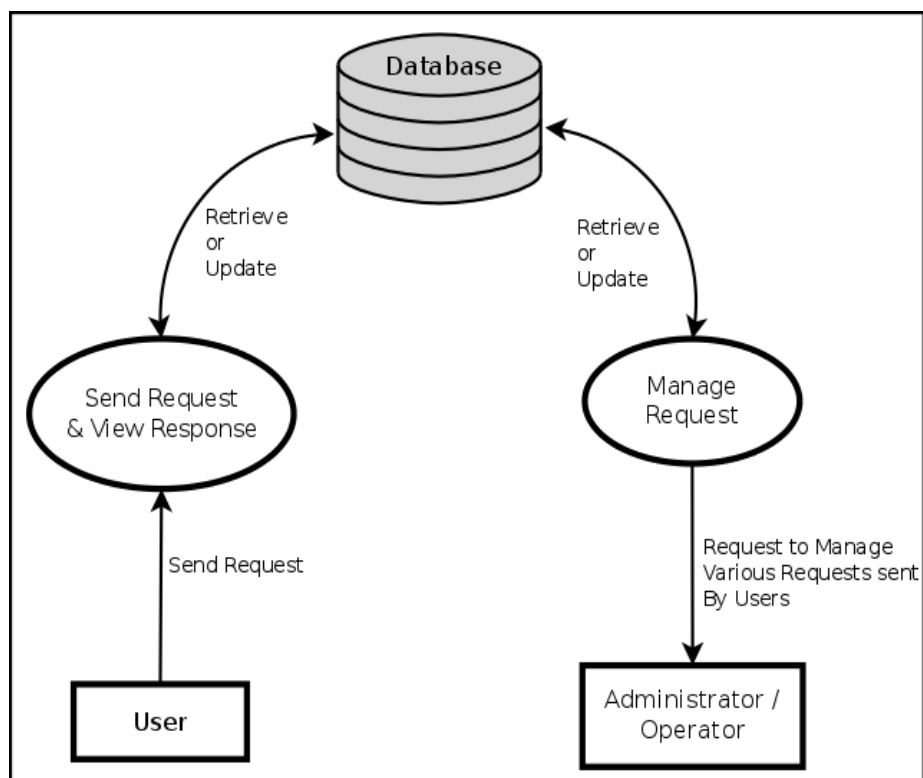 Database
Retrieve
or
Update
Retrieve
or
Update
Send Request
& View Response
Manage
Request
Send Request
Request to Manage
Various Requests sent
By Users
User
Administrator /
Operator